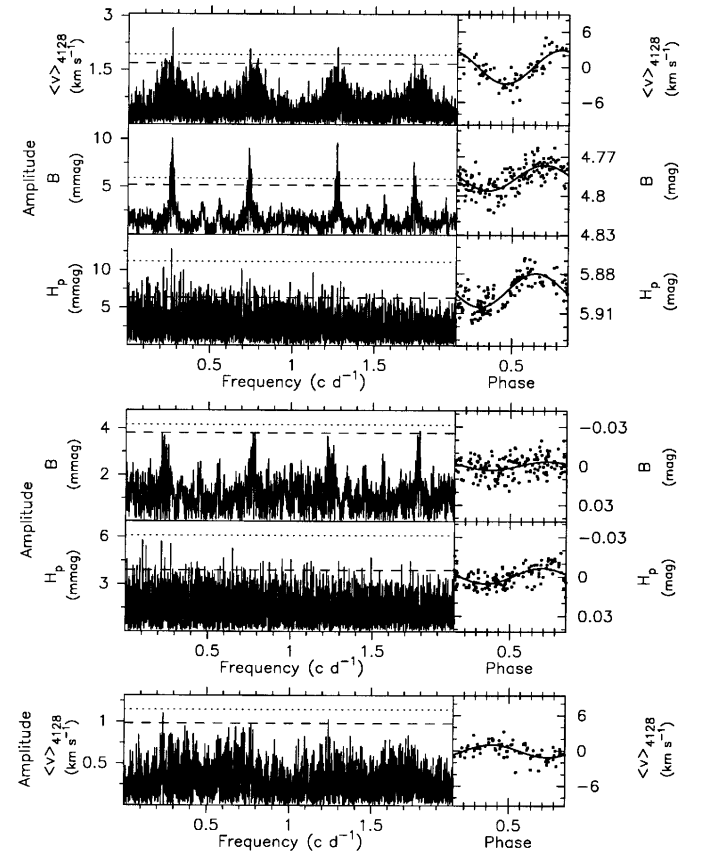 3
1.5
<v>4128
(km s⁻¹)
6
0
−6
<v>4128
(km s⁻¹)
Amplitude
10
5
B
(mmag)
4.77
4.8
4.83
B
(mag)
10
5
Hp
(mmag)
5.88
5.91
Hp
(mag)
0.5 1 1.5 0.5
Frequency (c d⁻¹) Phase
Amplitude
4
2
B
(mmag)
−0.03
0
0.03
B
(mag)
6
3
Hp
(mmag)
−0.03
0
0.03
Hp
(mag)
0.5 1 1.5 0.5
Frequency (c d⁻¹) Phase
Amplitude
1
0.5
<v>4128
(km s⁻¹)
6
0
−6
<v>4128
(km s⁻¹)
0.5 1 1.5 0.5
Frequency (c d⁻¹) Phase